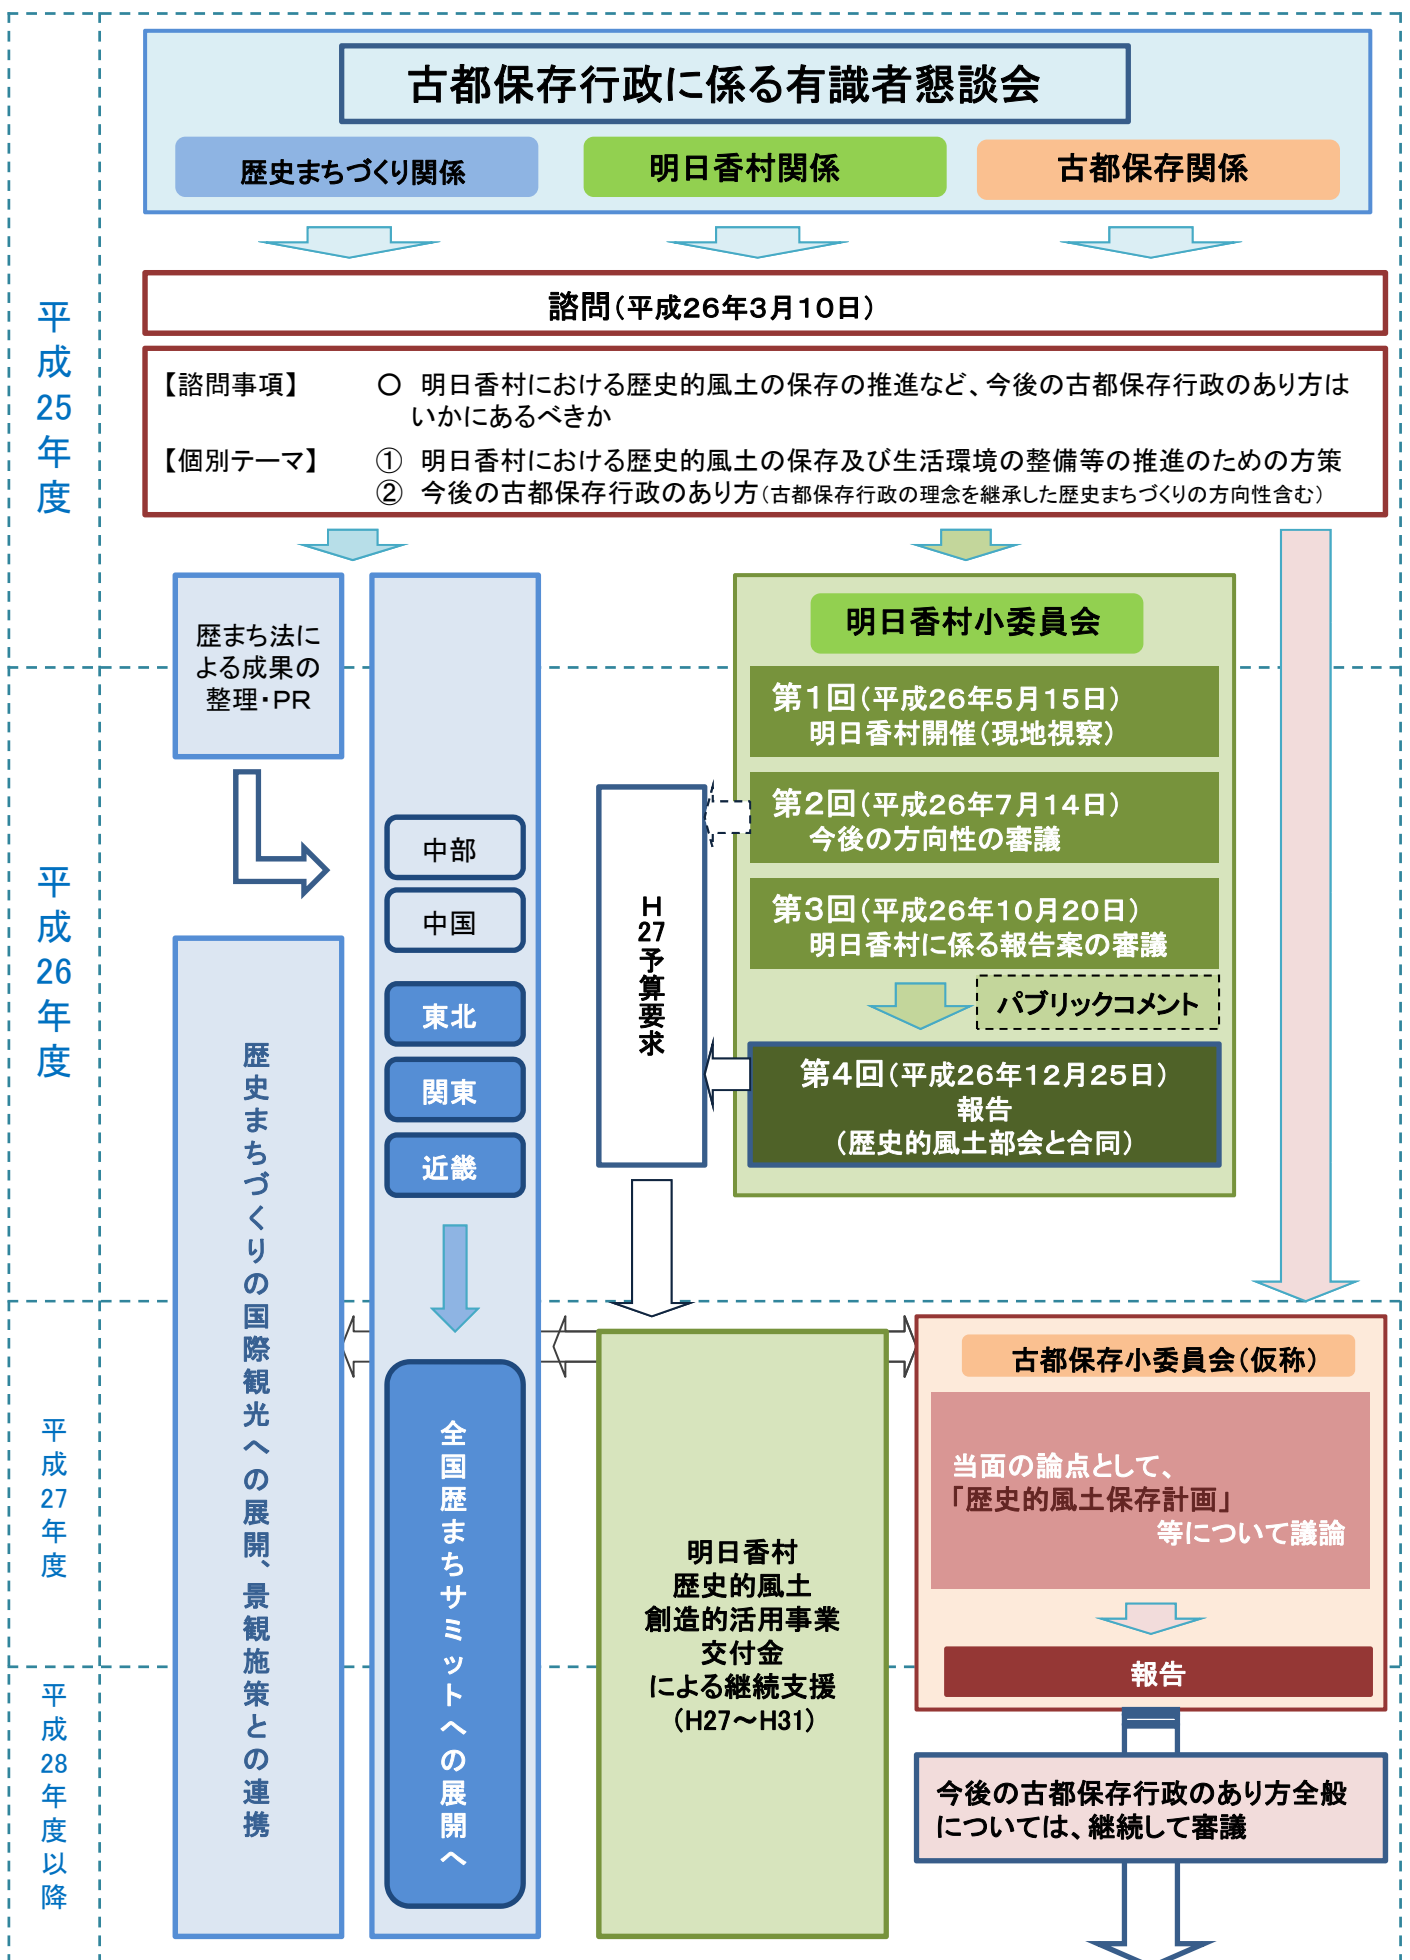 古都保存行政に係る有識者懇談会
歴史まちづくり関係
明日香村関係
古都保存関係
平成25年度
諮問(平成26年3月10日)
【諮問事項】 ○ 明日香村における歴史的風土の保存の推進など、今後の古都保存行政のあり方は
いかにあるべきか
【個別テーマ】 ① 明日香村における歴史的風土の保存及び生活環境の整備等の推進のための方策
② 今後の古都保存行政のあり方(古都保存行政の理念を継承した歴史まちづくりの方向性含む)
歴まち法に
よる成果の
整理・PR
明日香村小委員会
第1回(平成26年5月15日)
明日香村開催(現地視察)
第2回(平成26年7月14日)
今後の方向性の審議
第3回(平成26年10月20日)
明日香村に係る報告案の審議
パブリックコメント
第4回(平成26年12月25日)
報告
(歴史的風土部会と合同)
平成26年度
中部
中国
東北
関東
近畿
H27予算要求
歴史まちづくりの国際観光への展開、景観施策との連携
全国歴まちサミットへの展開へ
平成27年度
明日香村
歴史的風土
創造的活用事業
交付金
による継続支援
(H27～H31)
古都保存小委員会(仮称)
当面の論点として、
「歴史的風土保存計画」
等について議論
報告
平成28年度以降
今後の古都保存行政のあり方全般
については、継続して審議